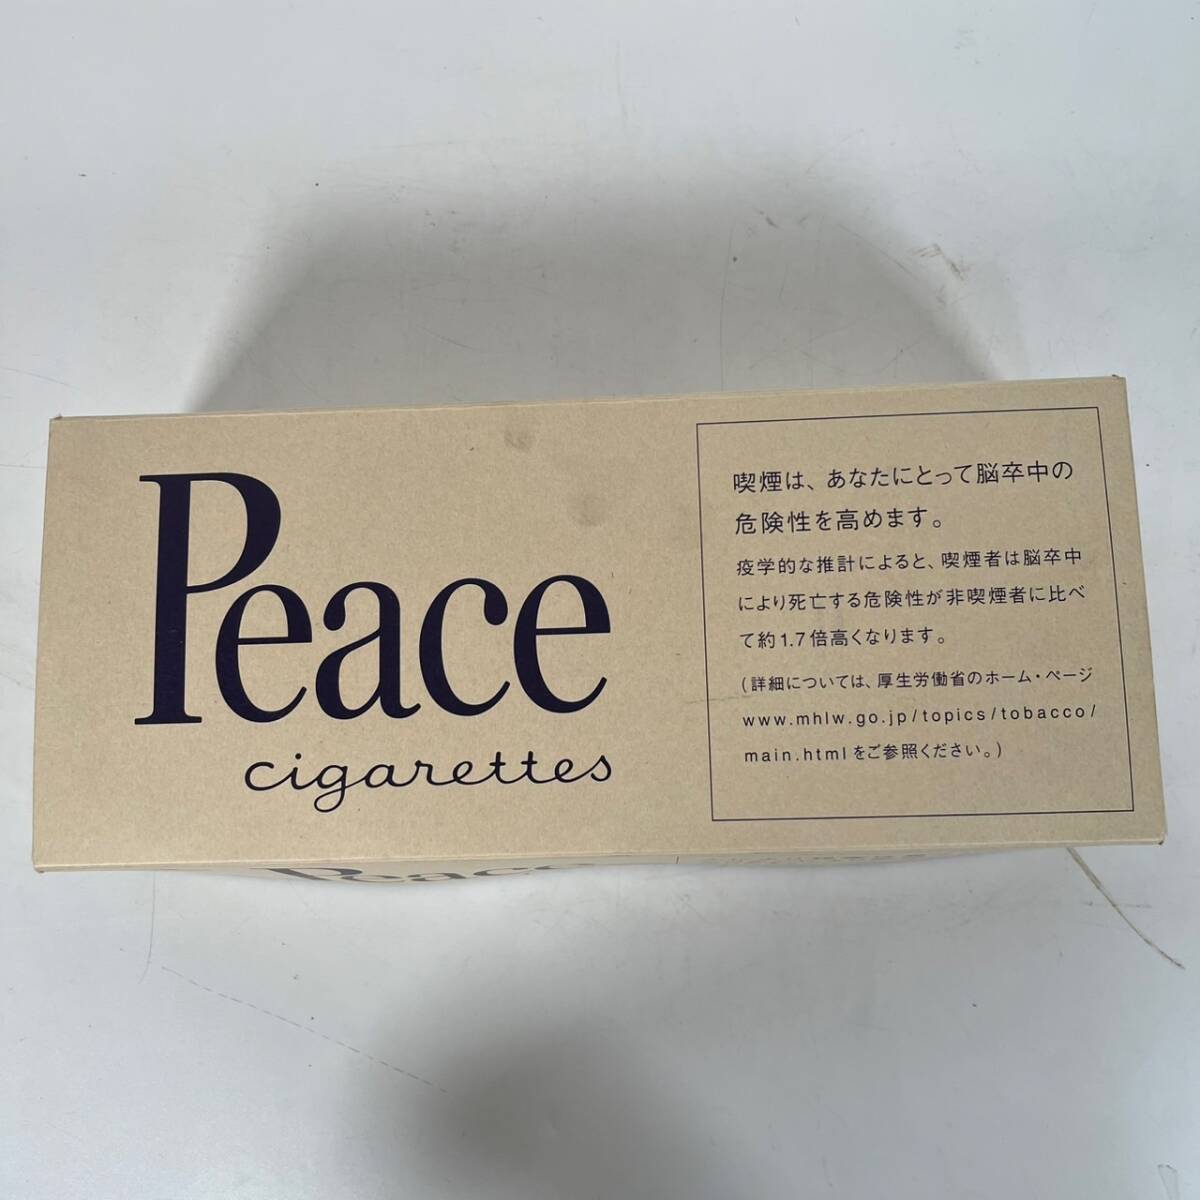 Peace
cigarettes
喫煙は、あなたにとって脳卒中の
危険性を高めます。
疫学的な推計によると、喫煙者は脳卒中
により死亡する危険性が非喫煙者に比べ
て約1.7倍高くなります。
(詳細については、厚生労働省のホーム・ページ
www.mhlw.go.jp/topics/tobacco/
main.htmlをご参照ください。)
Peace